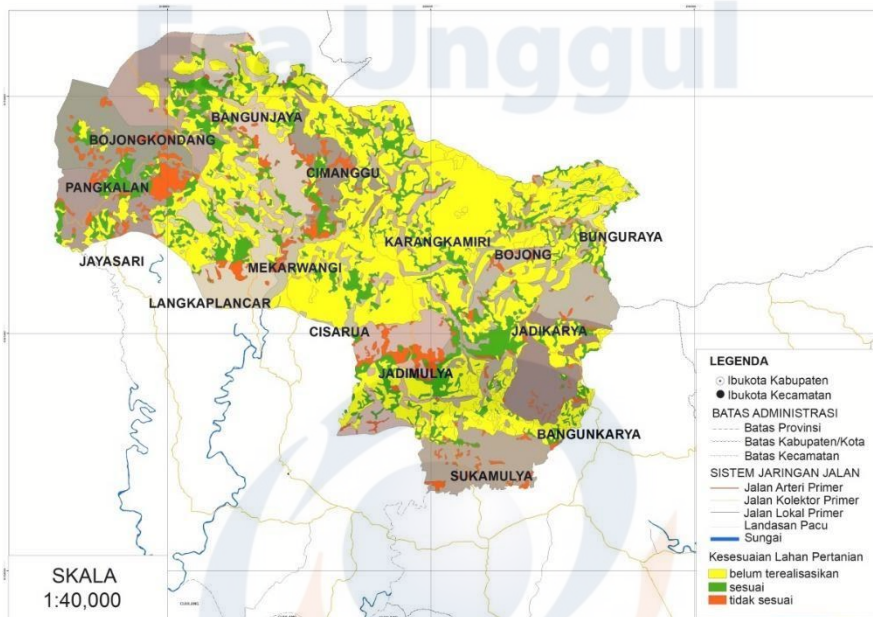 Esa Unggul
BANGUNJAYA
BOJONGKONDANG
CIMANGGU
PANGKALAN
KARANGKAMIRI
BUNGURAYA
BOJONG
JAYASARI
MEKARWANGI
LANGKAPLANCAR
CISARUA
JADIKARYA
JADIMULYA
BANGUNKARYA
SUKAMULYA
SKALA
1:40,000
LEGENDA
Ibukota Kabupaten
Ibukota Kecamatan
BATAS ADMINISTRASI
Batas Provinsi
Batas Kabupaten/Kota
Batas Kecamatan
SISTEM JARINGAN JALAN
Jalan Arteri Primer
Jalan Kolektor Primer
Jalan Lokal Primer
Landasan Pacu
Sungai
Kesesuaian Lahan Pertanian
belum terealisasikan
sesuai
tidak sesuai